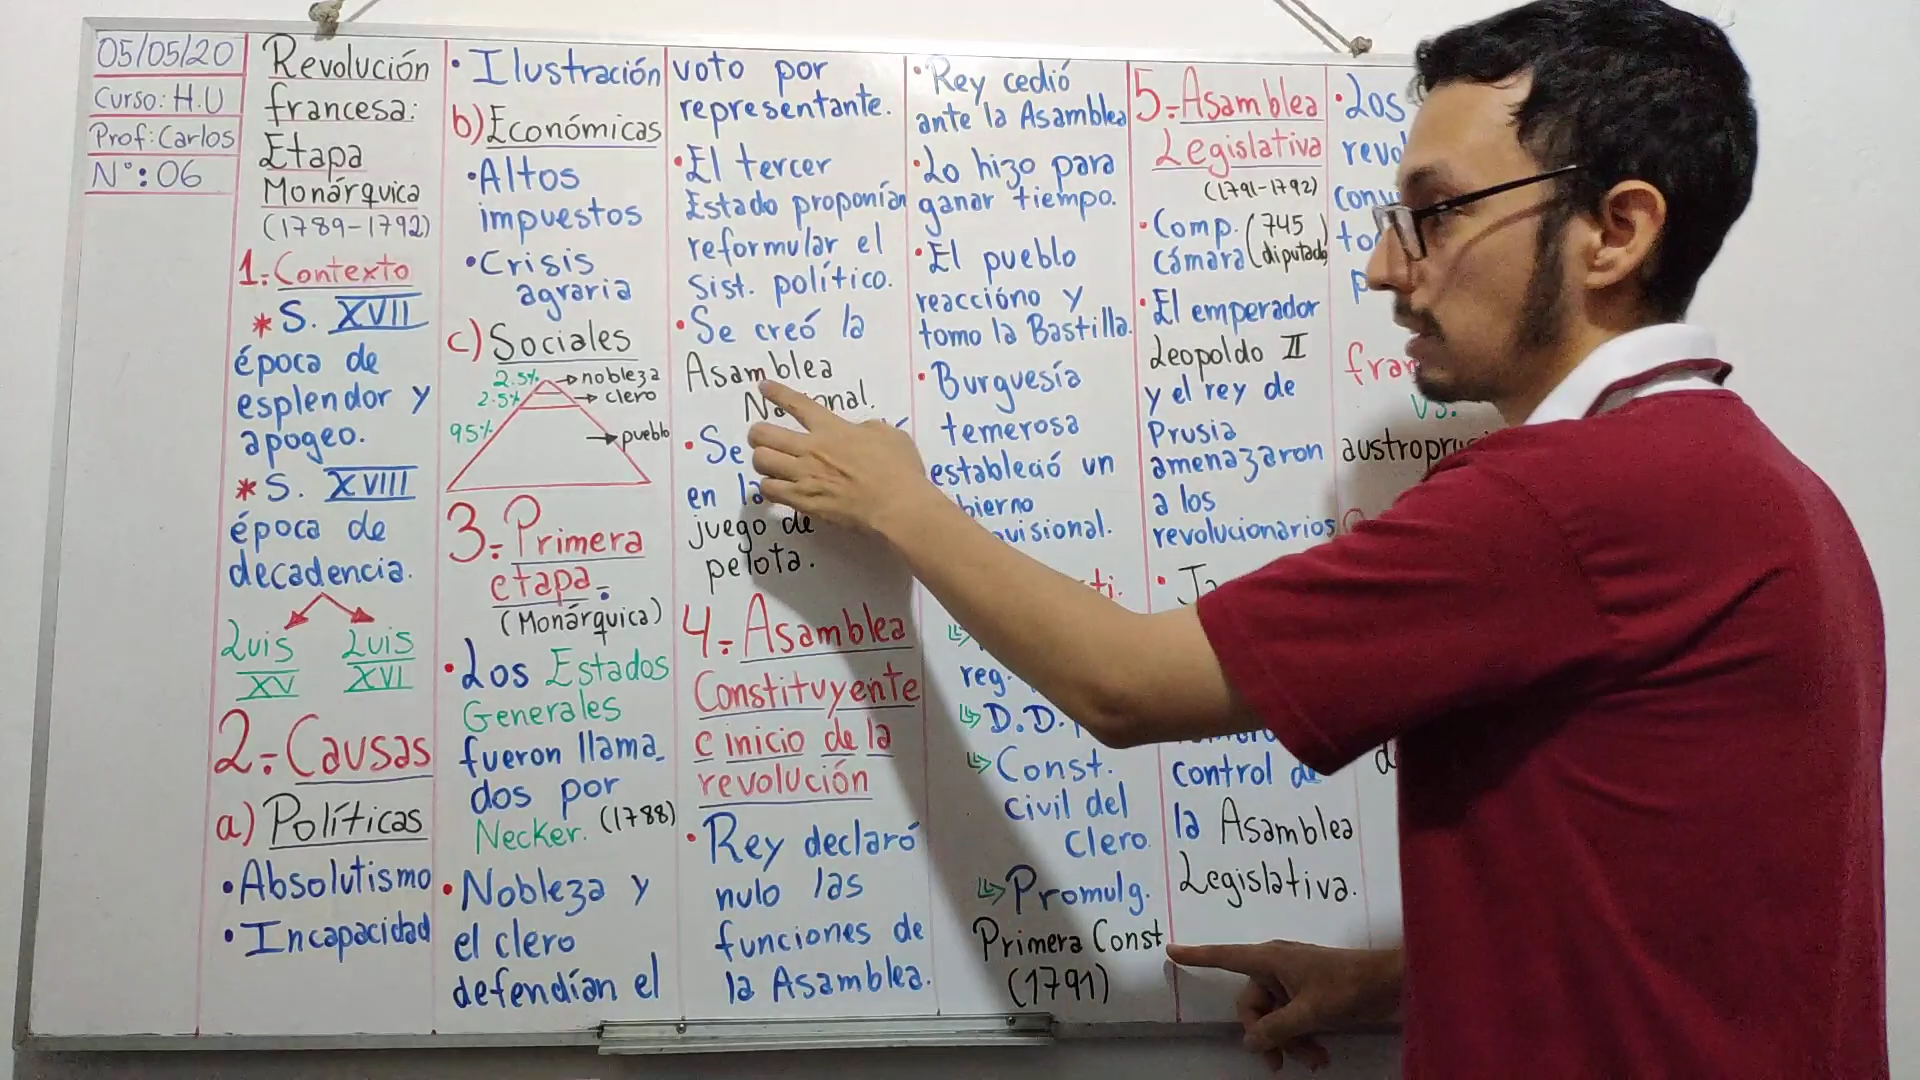 05/05/20
Curso: H.U
Prof: Carlos
N°: 06
Revolución
francesa:
Etapa
Monárquica
(1789-1792)
1.- Contexto
* S. XVII
época de
esplendor y
apogeo.
* S. XVIII
época de
decadencia.
Luis Luis
XV XVI
2.- Causas
a) Políticas
• Absolutismo
• Incapacidad
• Ilustración
b) Económicas
• Altos
impuestos
• Crisis
agraria
c) Sociales
2.5% → nobleza
2.5% → clero
95% → pueblo
3.- Primera
etapa.-
(Monárquica)
• Los Estados
Generales
fueron llama_
dos por
Necker. (1788)
• Nobleza y
el clero
defendían el
voto por
representante.
• El tercer
Estado proponían
reformular el
sist. político.
• Se creó la
Asamblea
• Se
en la
juego de
pelota.
4.- Asamblea
Constituyente
e inicio de la
revolución
• Rey declaró
nulo las
funciones de
la Asamblea.
• Rey cedió
ante la Asamblea
• Lo hizo para
ganar tiempo.
• El pueblo
reaccióno y
tomo la Bastilla.
• Burguesía
temerosa
estableció un
reg.
D.D.
Const.
civil del
Clero
Promulg.
Primera Const
(1791)
5.- Asamblea
Legislativa
(1791-1792)
• Comp. (745
cámara (diputado
• El emperador
Leopoldo II
y el rey de
Prusia
amenazaron
a los
revolucionarios
control de
la Asamblea
Legislativa.
• Los
vs.